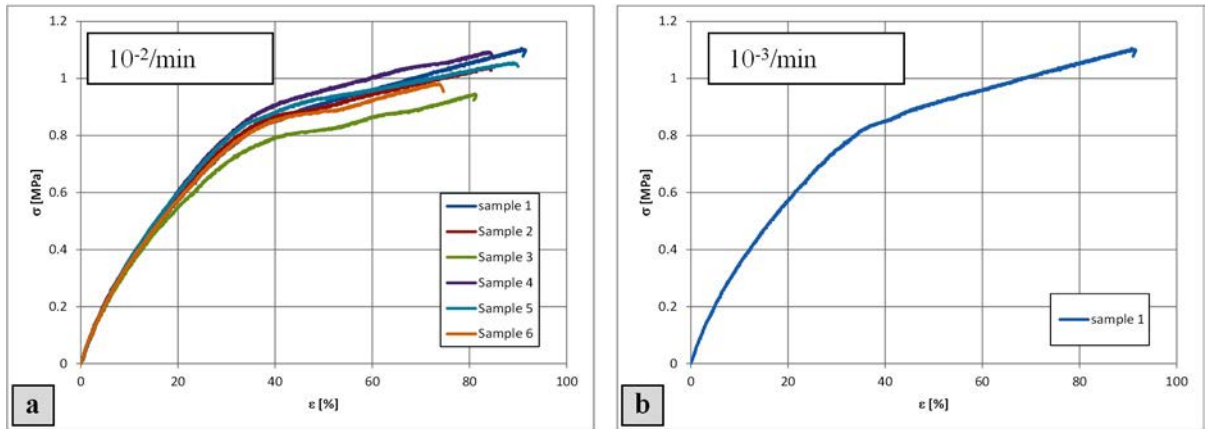 10-2/min
σ [MPa]
1.2
1
0.8
0.6
0.4
0.2
0
0 20 40 60 80 100
ε [%]
sample 1
Sample 2
Sample 3
Sample 4
Sample 5
Sample 6
a
10-3/min
σ [MPa]
1.2
1
0.8
0.6
0.4
0.2
0
0 20 40 60 80 100
ε [%]
sample 1
b